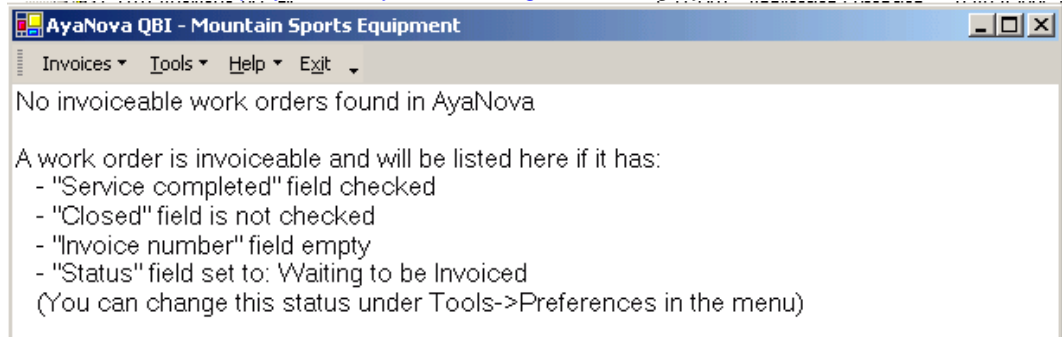 AyaNova QBI - Mountain Sports Equipment
Invoices Tools Help Exit
No invoiceable work orders found in AyaNova
A work order is invoiceable and will be listed here if it has:
- "Service completed" field checked
- "Closed" field is not checked
- "Invoice number" field empty
- "Status" field set to: Waiting to be Invoiced
(You can change this status under Tools->Preferences in the menu)